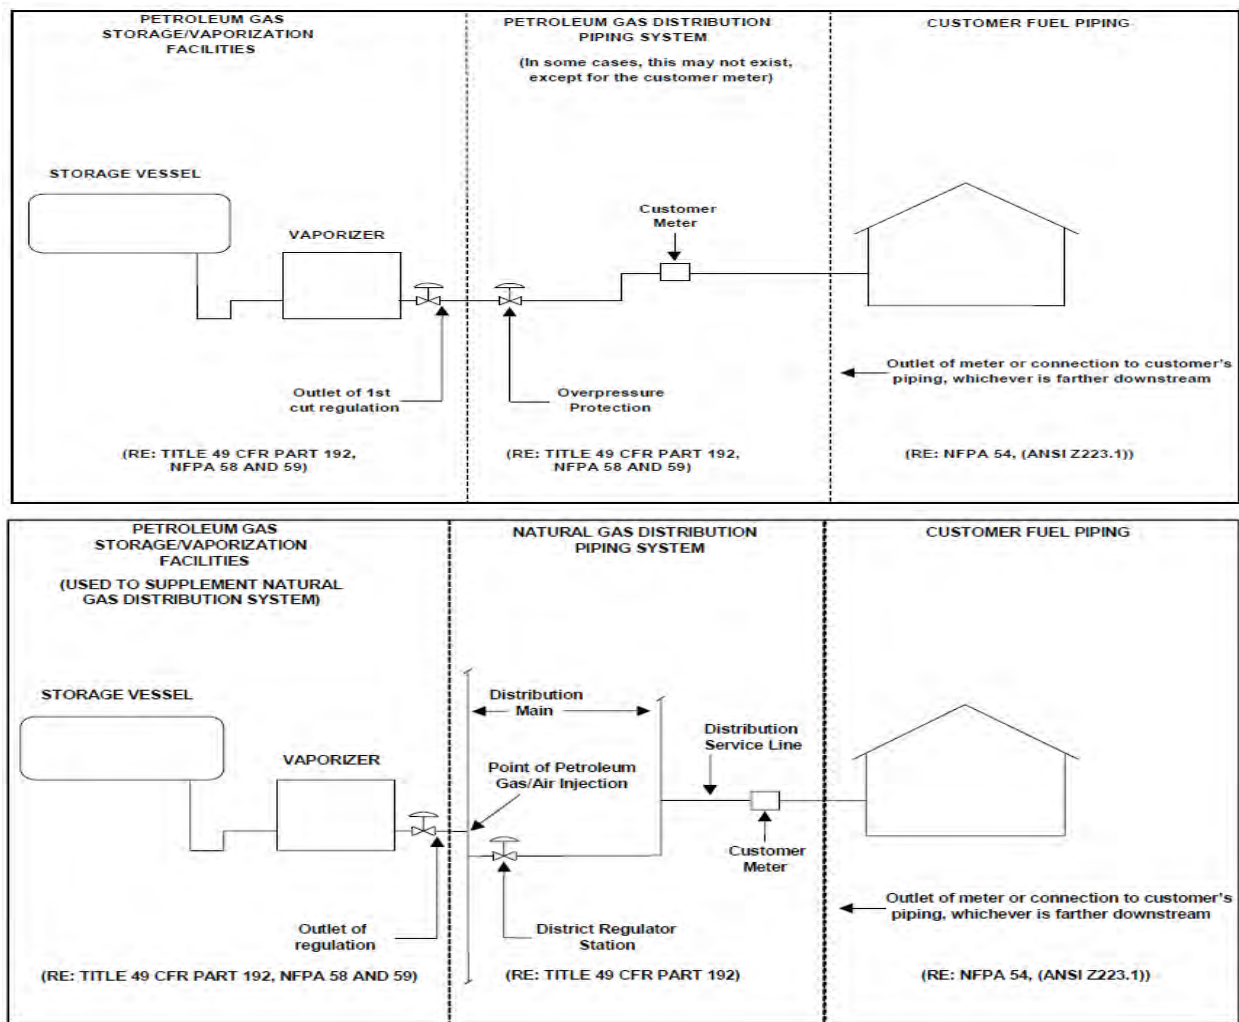 PETROLEUM GAS
STORAGE/VAPORIZATION
FACILITIES
PETROLEUM GAS DISTRIBUTION
PIPING SYSTEM
(In some cases, this may not exist,
except for the customer meter)
CUSTOMER FUEL PIPING
STORAGE VESSEL
VAPORIZER
Customer
Meter
Outlet of 1st
cut regulation
Overpressure
Protection
Outlet of meter or connection to customer's
piping, whichever is farther downstream
(RE: TITLE 49 CFR PART 192,
NFPA 58 AND 59)
(RE: TITLE 49 CFR PART 192,
NFPA 58 AND 59)
(RE: NFPA 54, (ANSI Z223.1))
PETROLEUM GAS
STORAGE/VAPORIZATION
FACILITIES
(USED TO SUPPLEMENT NATURAL
GAS DISTRIBUTION SYSTEM)
NATURAL GAS DISTRIBUTION
PIPING SYSTEM
CUSTOMER FUEL PIPING
STORAGE VESSEL
VAPORIZER
Distribution
Main
Point of Petroleum
Gas/Air Injection
Distribution
Service Line
Customer
Meter
Outlet of
regulation
District Regulator
Station
Outlet of meter or connection to customer's
piping, whichever is farther downstream
(RE: TITLE 49 CFR PART 192, NFPA 58 AND 59)
(RE: TITLE 49 CFR PART 192)
(RE: NFPA 54, (ANSI Z223.1))